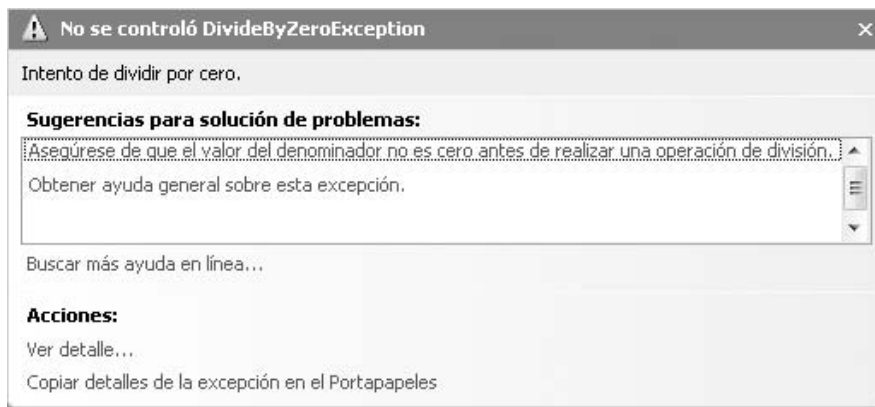 No se controló DivideByZeroException
Intento de dividir por cero.
Sugerencias para solución de problemas:
Asegúrese de que el valor del denominador no es cero antes de realizar una operación de división.
Obtener ayuda general sobre esta excepción.
Buscar más ayuda en línea...
Acciones:
Ver detalle...
Copiar detalles de la excepción en el Portapapeles